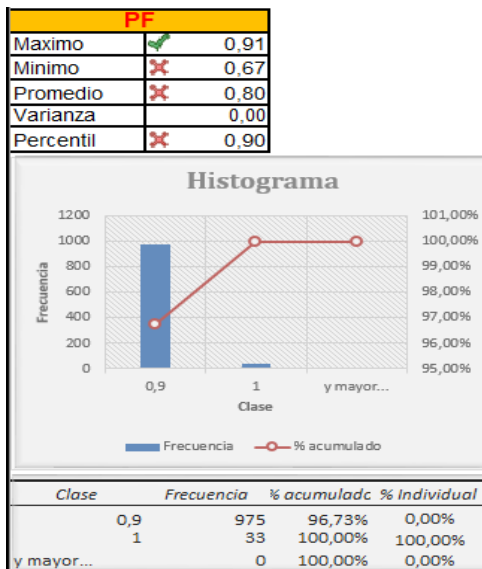 PF
Maximo 0,91
Minimo 0,67
Promedio 0,80
Varianza 0,00
Percentil 0,90
Histograma
1200 101,00%
1000 100,00%
800 99,00%
600 98,00%
400 97,00%
200 96,00%
0 95,00%
Frecuencia
0,9 1 y mayor...
Clase
Frecuencia % acumulado
Clase Frecuencia % acumuladc % Individual
0,9 975 96,73% 0,00%
1 33 100,00% 100,00%
y mayor... 0 100,00% 0,00%